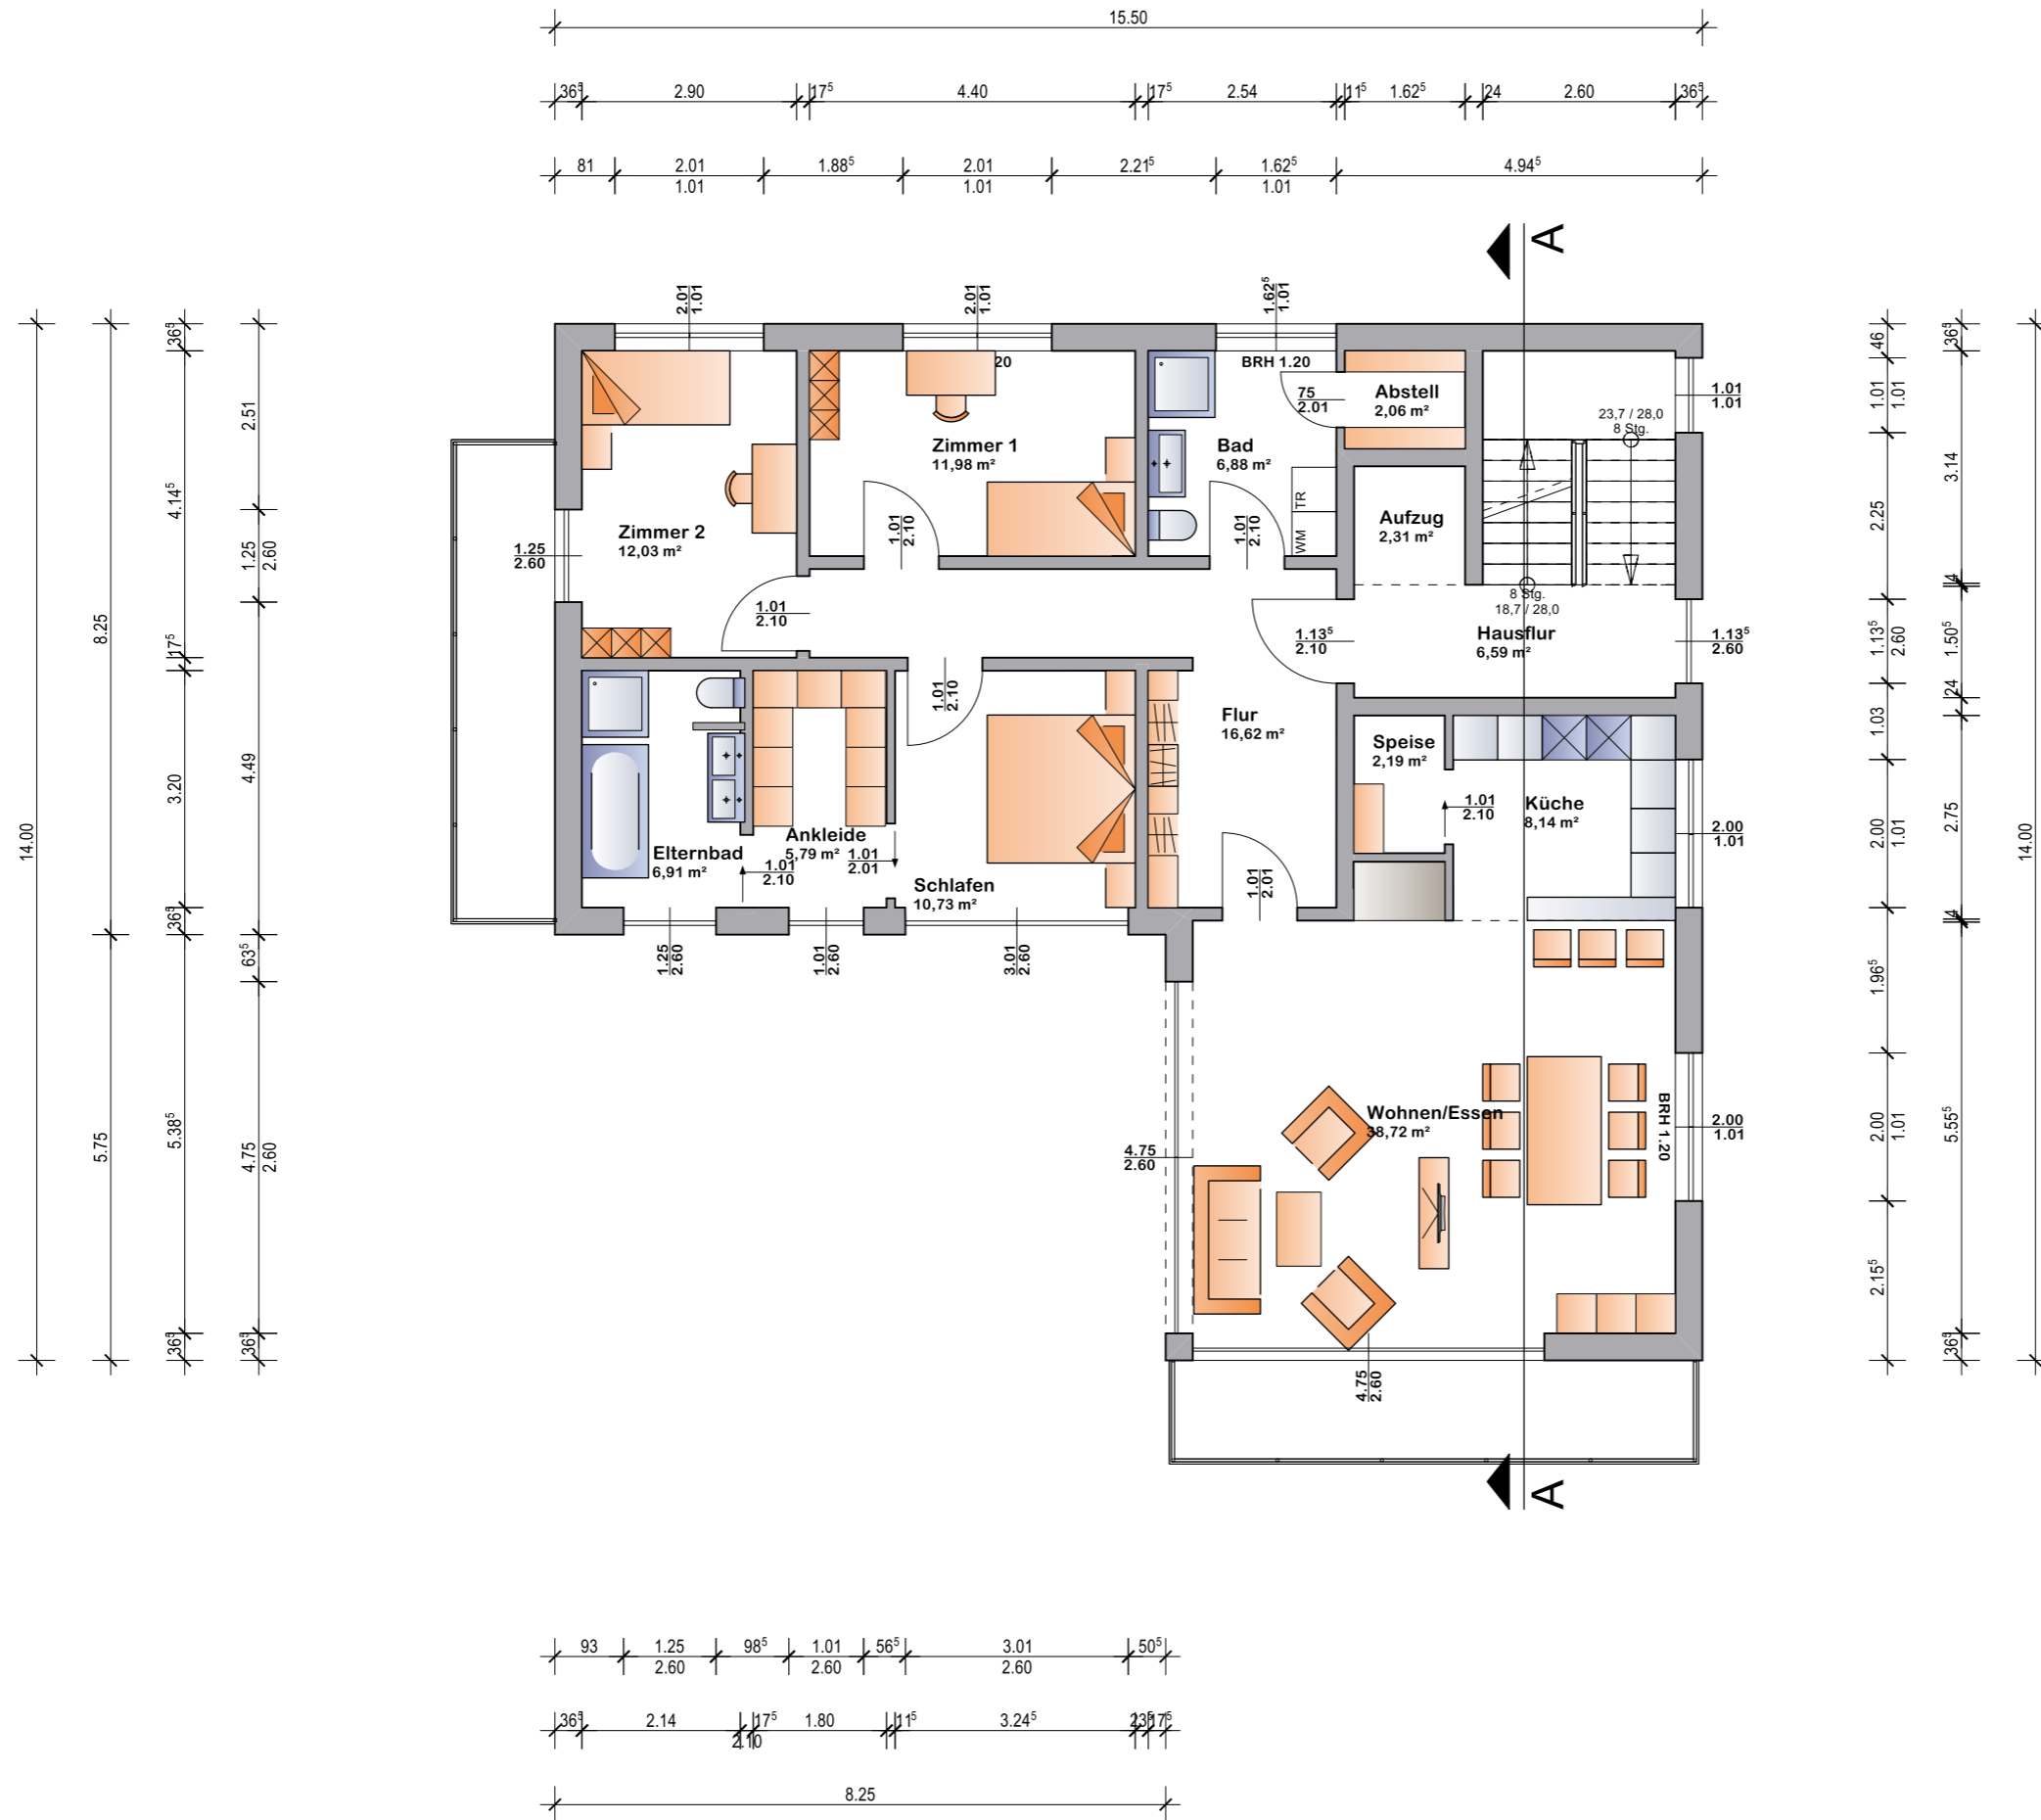 15.50
36⁵ 2.90 17⁵ 4.40 17⁵ 2.54 11⁵ 1.62⁵ 24 2.60 36⁵
81 2.01 1.88⁵ 2.01 2.21⁵ 1.62⁵ 4.94⁵
1.01 1.01 1.01
A
2.01
1.01
2.01
1.01
1.62⁵
1.01
14.00
8.25
5.75
36⁵
4.14⁵
17⁵
3.20
36⁵
5.38⁵
36⁵
2.51
1.25
2.60
4.49
63⁵
4.75
2.60
36⁵
20
BRH 1.20
75
2.01
Abstell
2,06 m²
1.01
1.01
23,7 / 28,0
8 Stg.
Zimmer 1
11,98 m²
Bad
6,88 m²
TR
WM
Aufzug
2,31 m²
Zimmer 2
12,03 m²
1.25
2.60
1.01
2.10
1.01
2.10
1.01
2.10
8 Stg.
18,7 / 28,0
Hausflur
6,59 m²
1.13⁵
2.10
1.13⁵
2.60
1.01
2.10
Flur
16,62 m²
Speise
2,19 m²
Küche
8,14 m²
1.01
2.10
2.00
1.01
Ankleide
5,79 m²
Elternbad
6,91 m²
1.01
2.10
1.01
2.01
Schlafen
10,73 m²
1.01
2.01
1.25
2.60
1.01
2.60
3.01
2.60
Wohnen/Essen
38,72 m²
BRH 1.20
2.00
1.01
4.75
2.60
4.75
2.60
A
46
1.01
1.01
2.25
1.13⁵
2.60
1.03
2.00
1.01
1.96⁵
2.00
1.01
2.15⁵
36⁵
3.14
4
1.50⁵
24
2.75
4
5.55⁵
36⁵
14.00
93 1.25 98⁵ 1.01 56⁵ 3.01 50⁵
2.60 2.60 2.60
36⁵ 2.14 17⁵ 1.80 11⁵ 3.24⁵ 17⁵
2.10
8.25